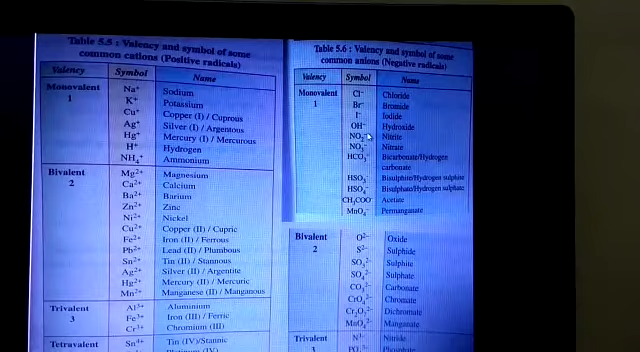 Table 5.5 : Valency and symbol of some
common cations (Positive radicals)
Valency Symbol Name
Monovalent
1
Na⁺ Sodium
K⁺ Potassium
Cu⁺ Copper (I) / Cuprous
Ag⁺ Silver (I) / Argentous
Hg⁺ Mercury (I) / Mercurous
H⁺ Hydrogen
NH₄⁺ Ammonium
Bivalent
2
Mg²⁺ Magnesium
Ca²⁺ Calcium
Ba²⁺ Barium
Zn²⁺ Zinc
Ni²⁺ Nickel
Cu²⁺ Copper (II) / Cupric
Fe²⁺ Iron (II) / Ferrous
Pb²⁺ Lead (II) / Plumbous
Sn²⁺ Tin (II) / Stannous
Ag²⁺ Silver (II) / Argentite
Hg²⁺ Mercury (II) / Mercuric
Mn²⁺ Manganese (II) / Manganous
Trivalent
3
Al³⁺ Aluminium
Fe³⁺ Iron (III) / Ferric
Cr³⁺ Chromium (III)
Tetravalent
Sn⁴⁺ Tin (IV)/Stannic
Platinum (IV)
Table 5.6 : Valency and symbol of some
common anions (Negative radicals)
Valency Symbol Name
Monovalent
1
Cl⁻ Chloride
Br⁻ Bromide
I⁻ Iodide
OH⁻ Hydroxide
NO₂⁻ Nitrite
NO₃⁻ Nitrate
HCO₃⁻ Bicarbonate/Hydrogen
carbonate
HSO₃⁻ Bisulphite/Hydrogen sulphite
HSO₄⁻ Bisulphate/Hydrogen sulphate
CH₃COO⁻ Acetate
MnO₄⁻ Permanganate
Bivalent
2
O²⁻ Oxide
S²⁻ Sulphide
SO₃²⁻ Sulphite
SO₄²⁻ Sulphate
CO₃²⁻ Carbonate
CrO₄²⁻ Chromate
Cr₂O₇²⁻ Dichromate
MnO₄²⁻ Manganate
Trivalent
3
N³⁻ Nitride
PO₄³⁻ Phosphate